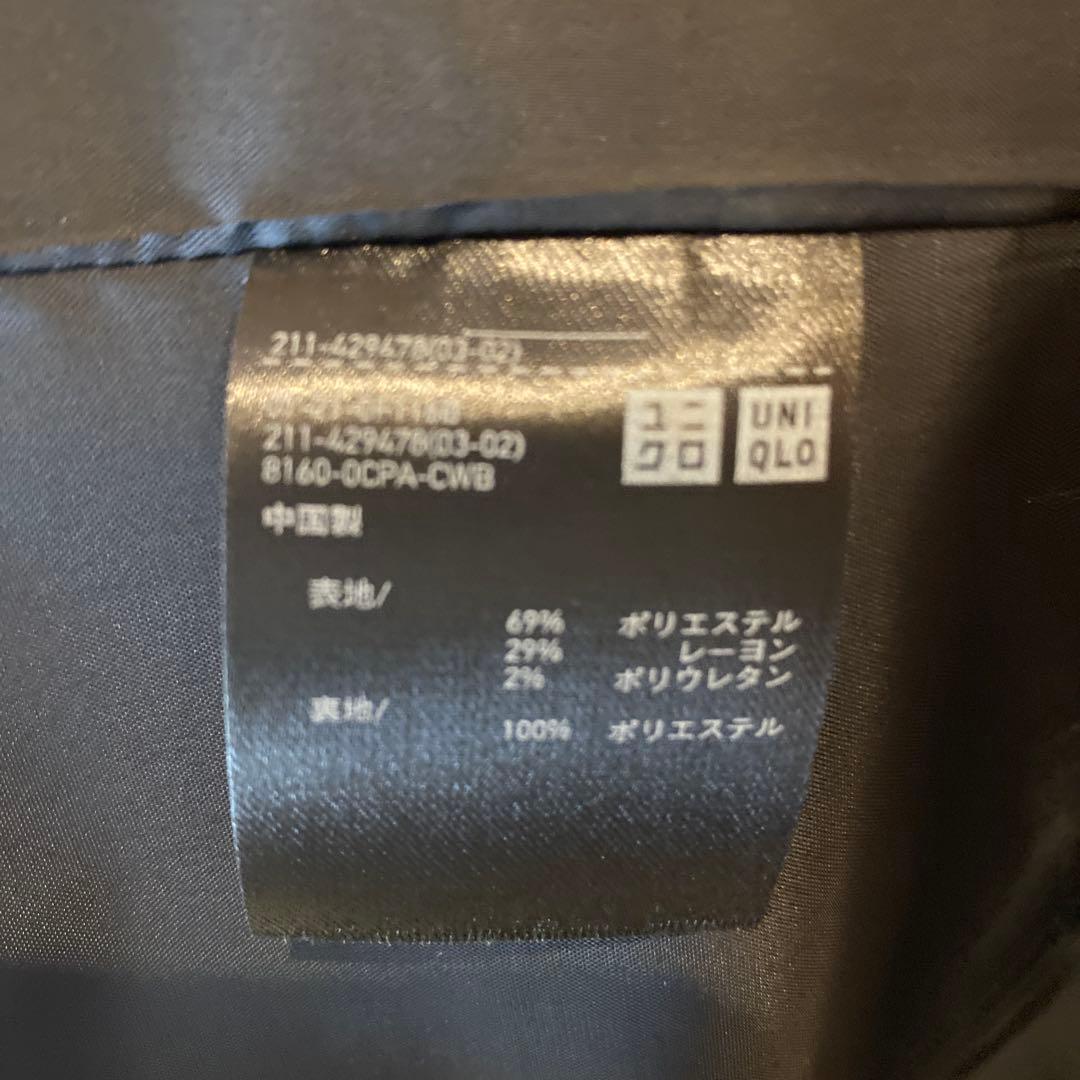 211-429478(03-02)
211-429478(03-02)
8160-0CPA-CWB
中国製
ユニ
クロ
UNI
QLO
表地/
69% ポリエステル
29% レーヨン
2% ポリウレタン
裏地/
100% ポリエステル